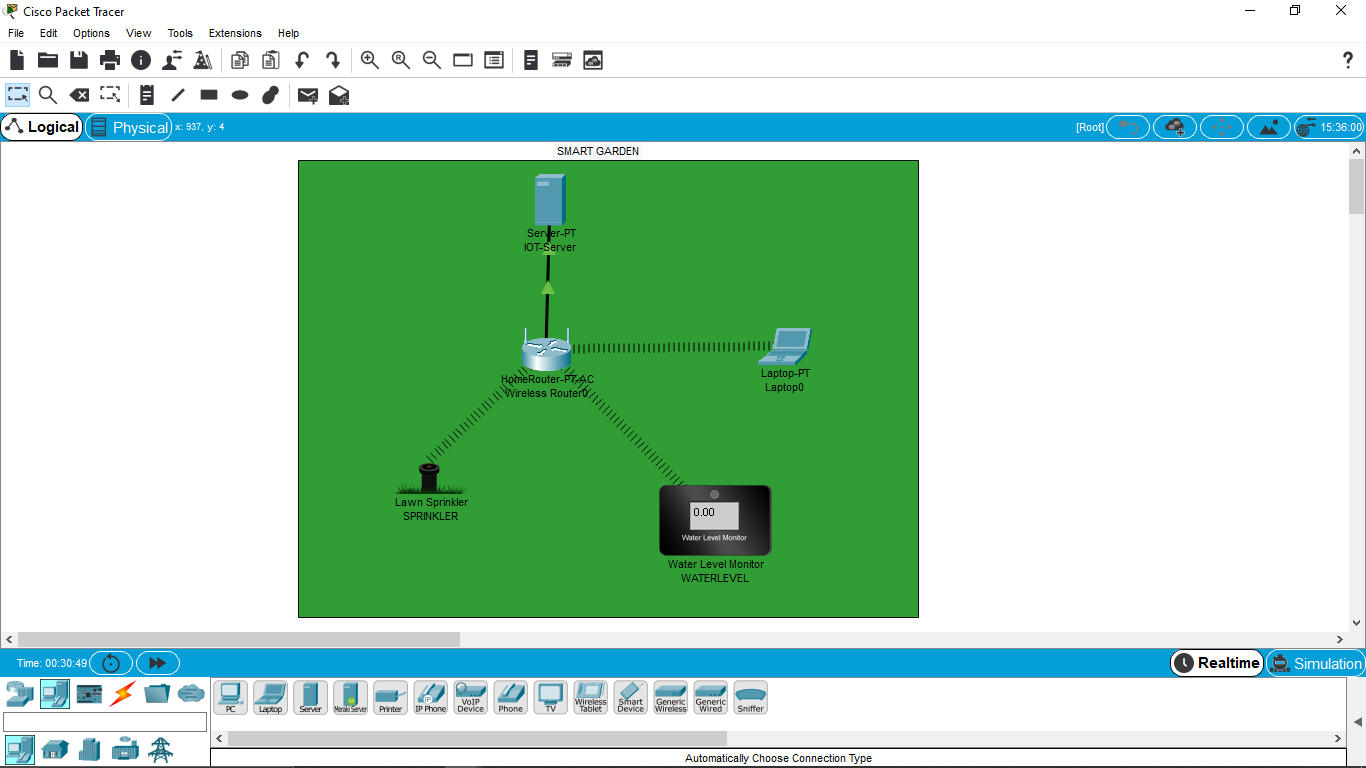 Cisco Packet Tracer
File Edit Options View Tools Extensions Help
R
?
Logical Physical x: 937, y: 4 [Root] 15:36:00
SMART GARDEN
Server-PT
IOT-Server
HomeRouter-PT-AC
Wireless Router0
Laptop-PT
Laptop0
Lawn Sprinkler
SPRINKLER
0.00
Water Level Monitor
Water Level Monitor
WATERLEVEL
Time: 00:30:49 Realtime Simulation
PC Laptop Server Meraki Server Printer IP Phone VoIP Device Phone TV Wireless Tablet Smart Device Generic Wireless Generic Wired Sniffer
Automatically Choose Connection Type